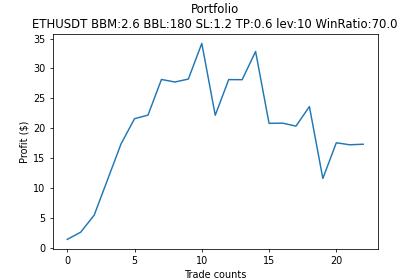 Portfolio
ETHUSDT BBM:2.6 BBL:180 SL:1.2 TP:0.6 lev:10 WinRatio:70.0
35
30
25
20
15
10
5
0
Profit ($)
0 5 10 15 20
Trade counts